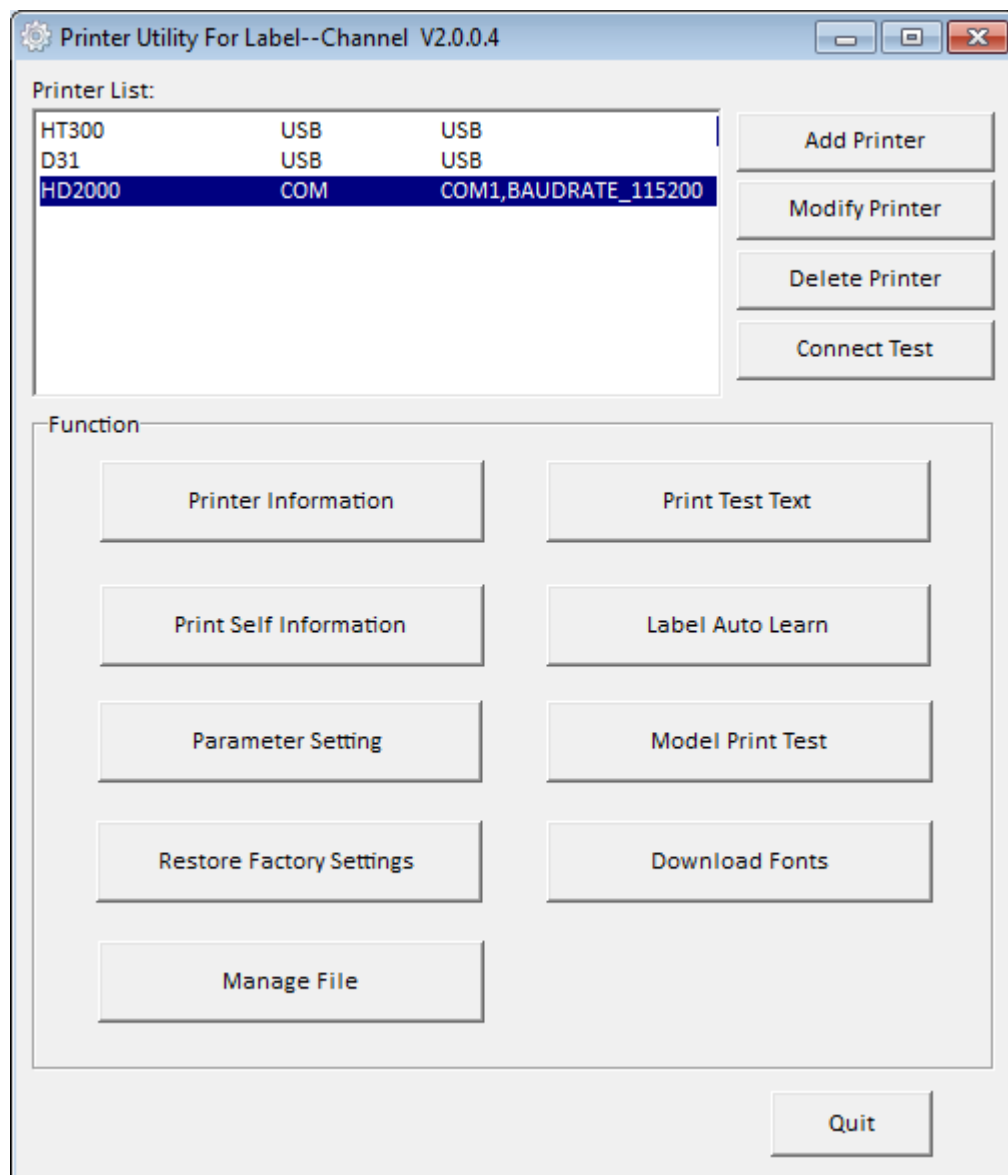 Printer Utility For Label--Channel V2.0.0.4
Printer List:
HT300 USB USB
D31 USB USB
HD2000 COM COM1,BAUDRATE_115200
Add Printer
Modify Printer
Delete Printer
Connect Test
Function
Printer Information
Print Test Text
Print Self Information
Label Auto Learn
Parameter Setting
Model Print Test
Restore Factory Settings
Download Fonts
Manage File
Quit